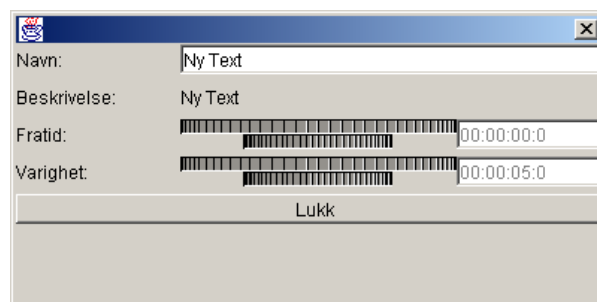 Navn: Ny Text
Beskrivelse: Ny Text
Fratid: 00:00:00:0
Varighet: 00:00:05:0
Lukk